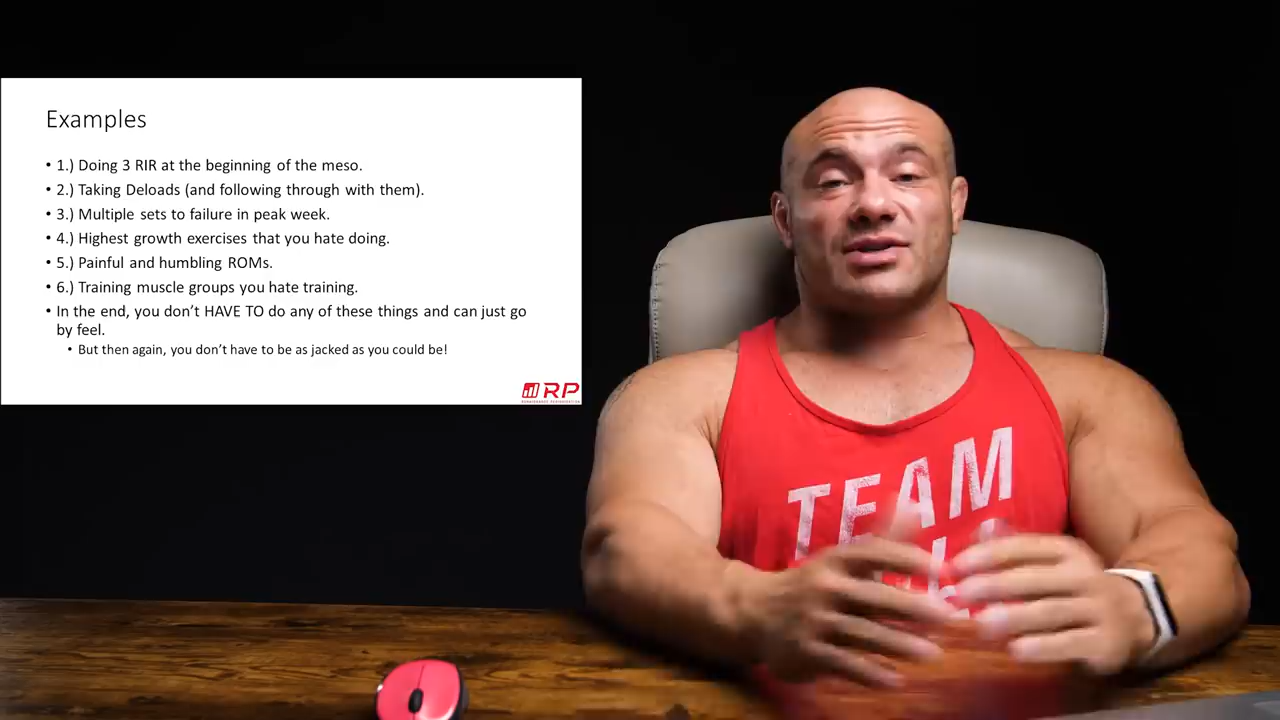 Examples
• 1.) Doing 3 RIR at the beginning of the meso.
• 2.) Taking Deloads (and following through with them).
• 3.) Multiple sets to failure in peak week.
• 4.) Highest growth exercises that you hate doing.
• 5.) Painful and humbling ROMs.
• 6.) Training muscle groups you hate training.
• In the end, you don't HAVE TO do any of these things and can just go
by feel.
• But then again, you don't have to be as jacked as you could be!
RP
RENAISSANCE PERIODIZATION
TEAM